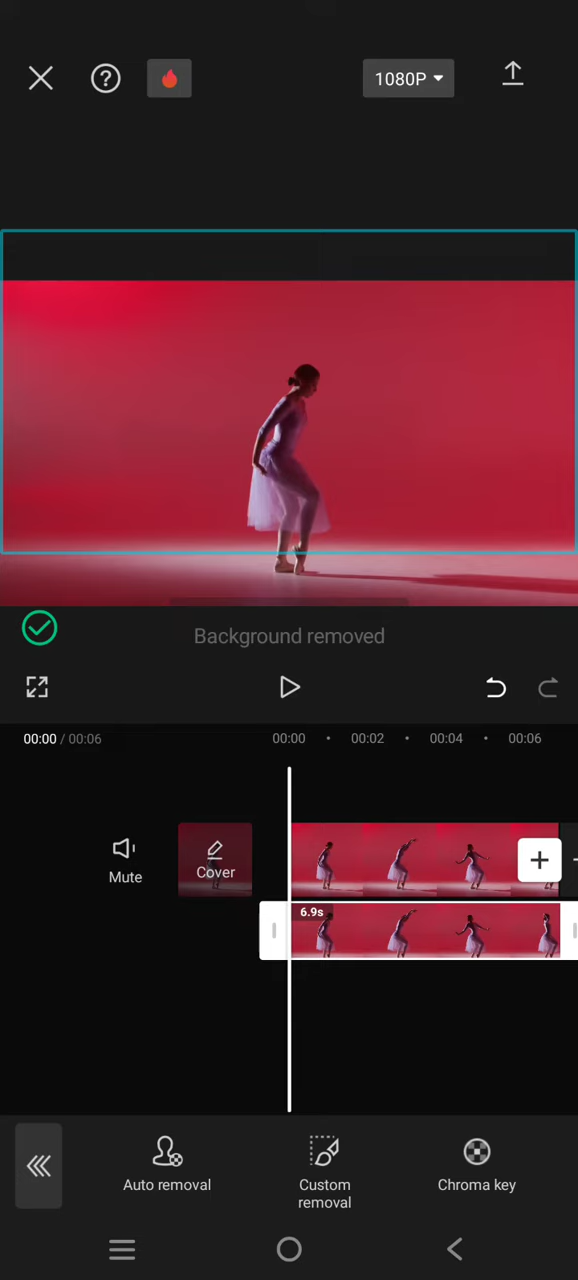 1080P
Background removed
00:00 / 00:06
00:00
00:02
00:04
00:06
Mute
Cover
6.9s
Auto removal
Custom
removal
Chroma key